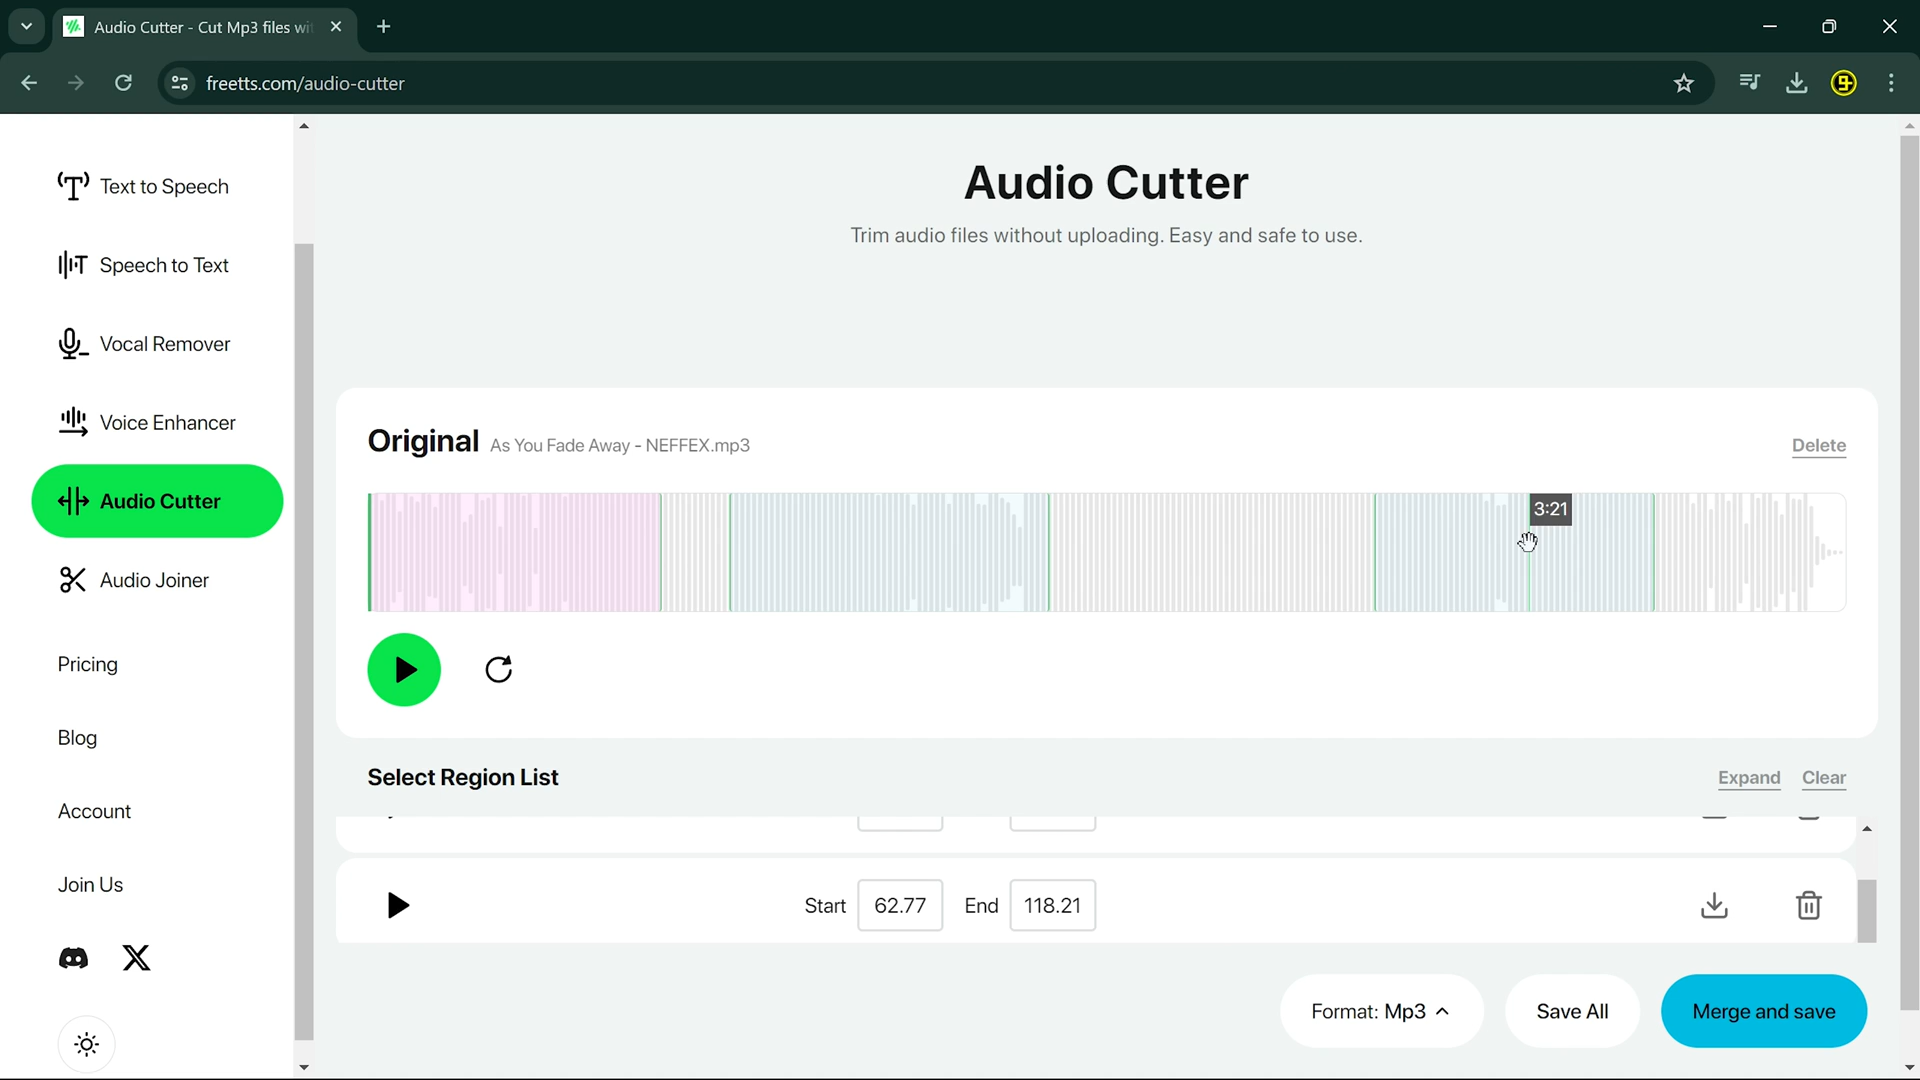 Audio Cutter - Cut Mp3 files wi
freetts.com/audio-cutter
Text to Speech
Speech to Text
Vocal Remover
Voice Enhancer
Audio Cutter
Audio Joiner
Pricing
Blog
Account
Join Us
Audio Cutter
Trim audio files without uploading. Easy and safe to use.
Original As You Fade Away - NEFFEX.mp3
Delete
3:21
Select Region List
Expand Clear
Start 62.77 End 118.21
Format: Mp3
Save All
Merge and save